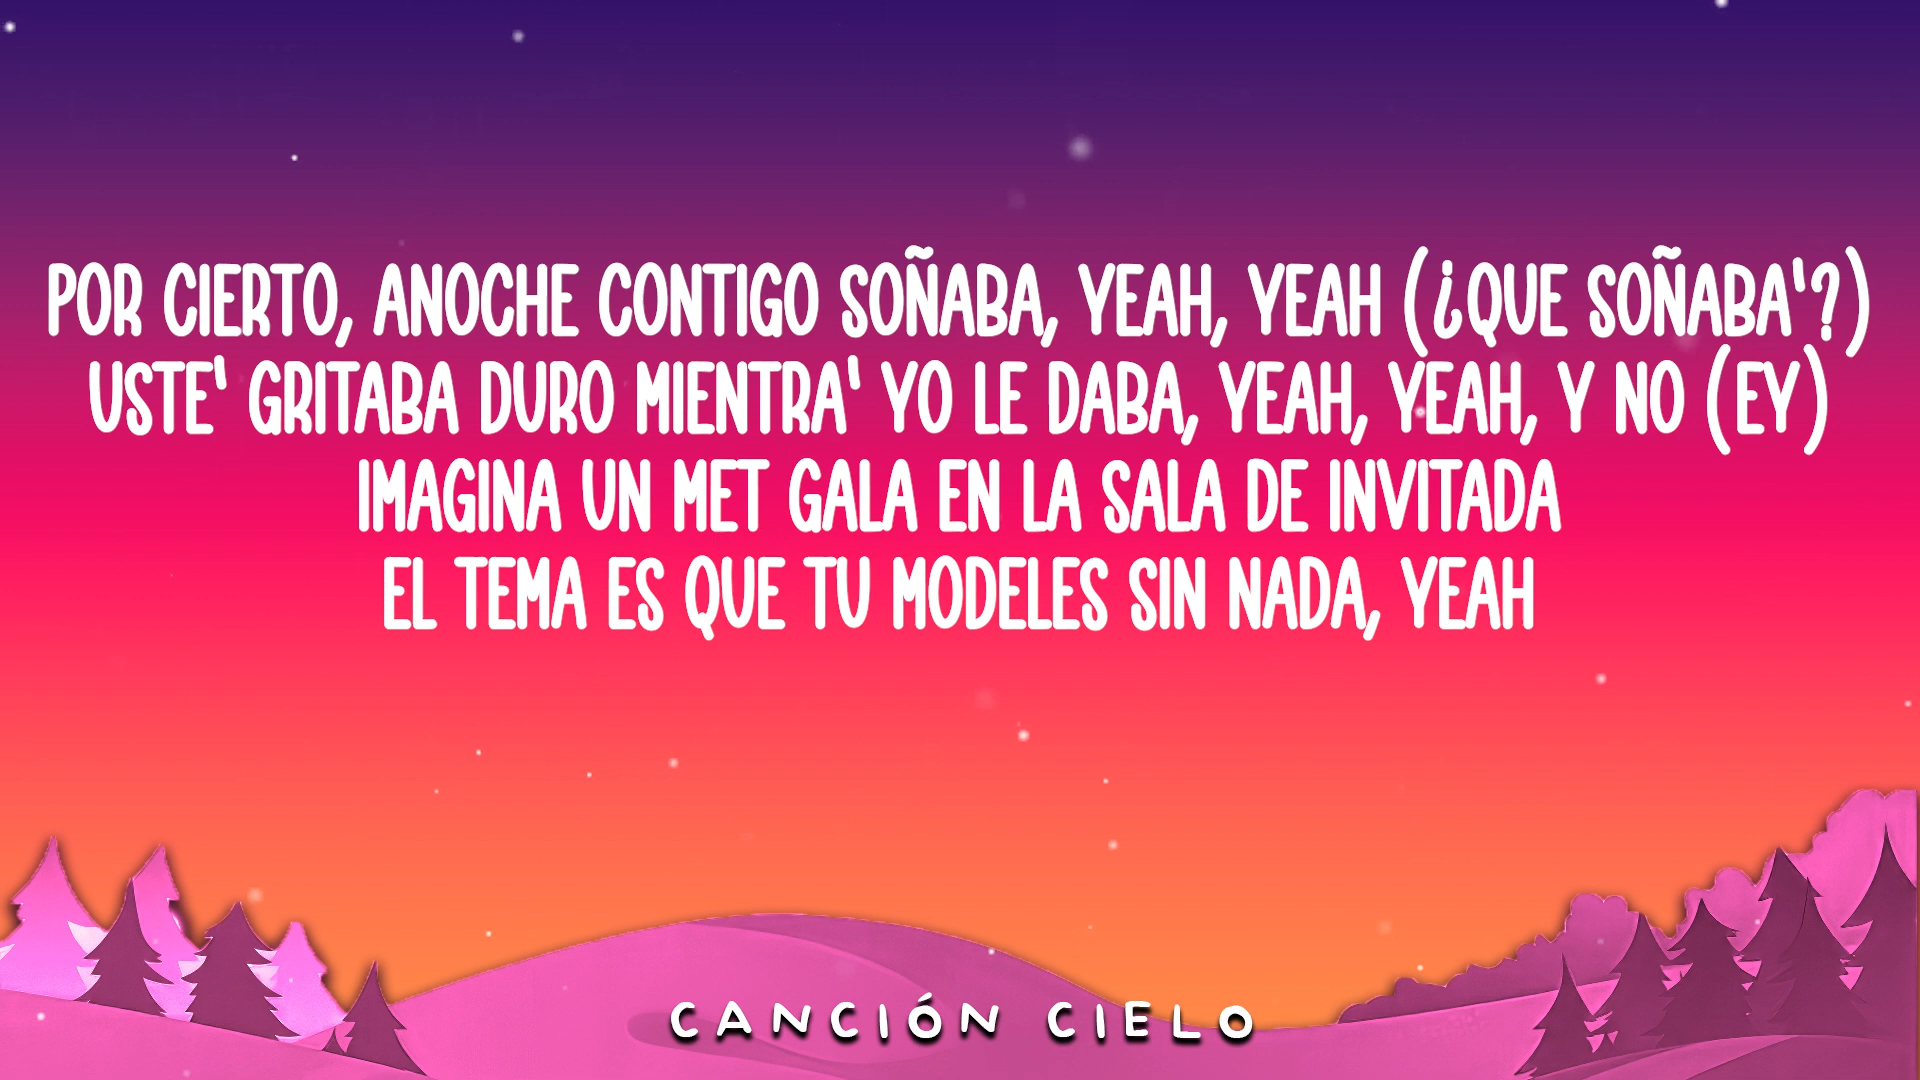 POR CIERTO, ANOCHE CONTIGO SOÑABA, YEAH, YEAH (¿QUE SOÑABA'?)
USTE' GRITABA DURO MIENTRA' YO LE DABA, YEAH, YEAH, Y NO (EY)
IMAGINA UN MET GALA EN LA SALA DE INVITADA
EL TEMA ES QUE TU MODELES SIN NADA, YEAH
CANCIÓN CIELO